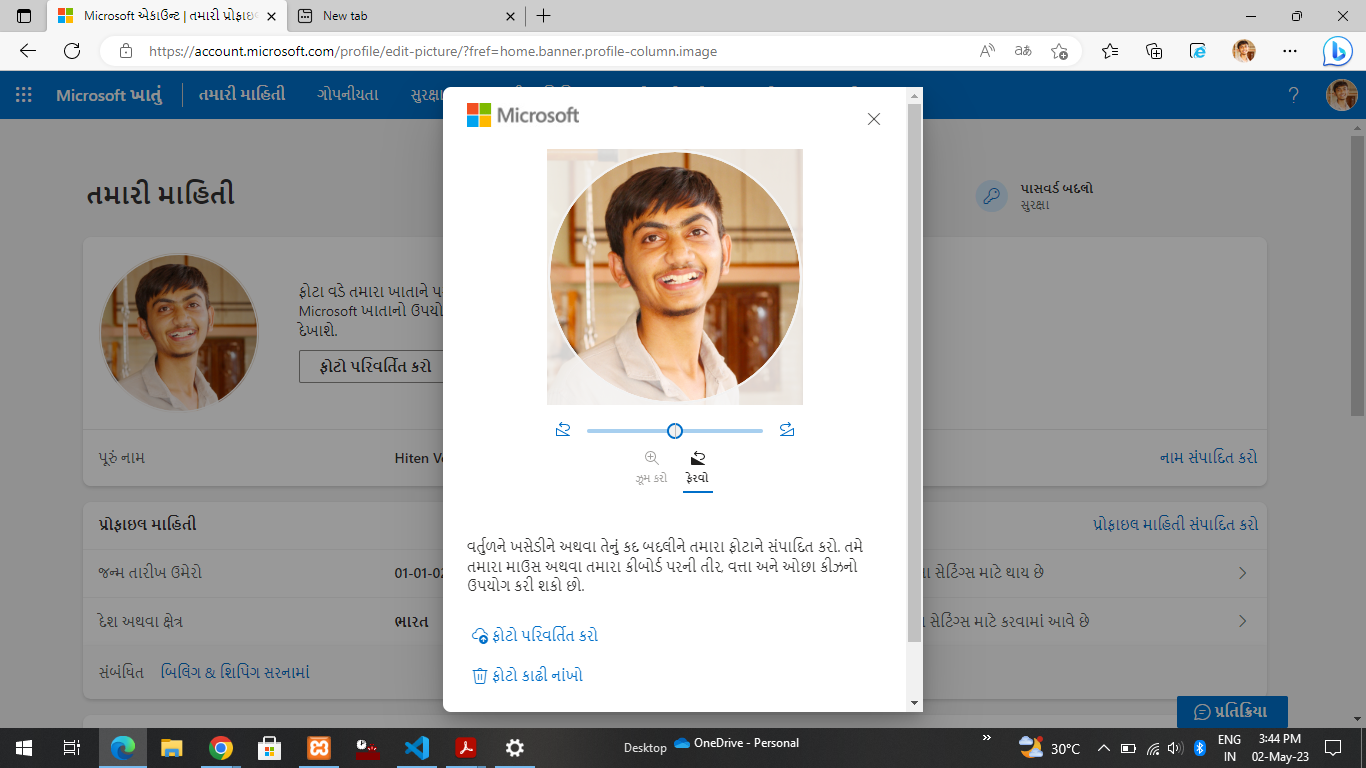 Microsoft એકાઉન્ટ | તમારી પ્રોફાઇલ
New tab
https://account.microsoft.com/profile/edit-picture/?fref=home.banner.profile-column.image
Microsoft ખાતું
તમારી માહિતી
ગોપનીયતા
સુરક્ષા
?
Microsoft
તમારી માહિતી
પાસવર્ડ બદલો
સુરક્ષા
ફોટા વડે તમારા ખાતાને
Microsoft ખાતાનો
દેખાશે.
ફોટો પરિવર્તિત કરો
પૂરું નામ
Hiten
નામ સંપાદિત કરો
ઝૂમ કરો
ફેરવો
પ્રોફાઇલ માહિતી
પ્રોફાઇલ માહિતી સંપાદિત કરો
વર્તુળને ખસેડીને અથવા તેનું કદ બદલીને તમારા ફોટાને સંપાદિત કરો. તમે
તમારા માઉસ અથવા તમારા કીબોર્ડ પરની તીર, વત્તા અને ઓછા કીઝનો
ઉપયોગ કરી શકો છો.
જન્મ તારીખ ઉમેરો
01-01-02
સેટિંગ્સ માટે થાય છે
દેશ અથવા ક્ષેત્ર
ભારત
સેટિંગ્સ માટે કરવામાં આવે છે
ફોટો પરિવર્તિત કરો
સંબંધિત
બિલિંગ & શિપિંગ સરનામાં
ફોટો કાઢી નાંખો
પ્રતિક્રિયા
Desktop
OneDrive - Personal
30°C
ENG
IN
3:44 PM
02-May-23